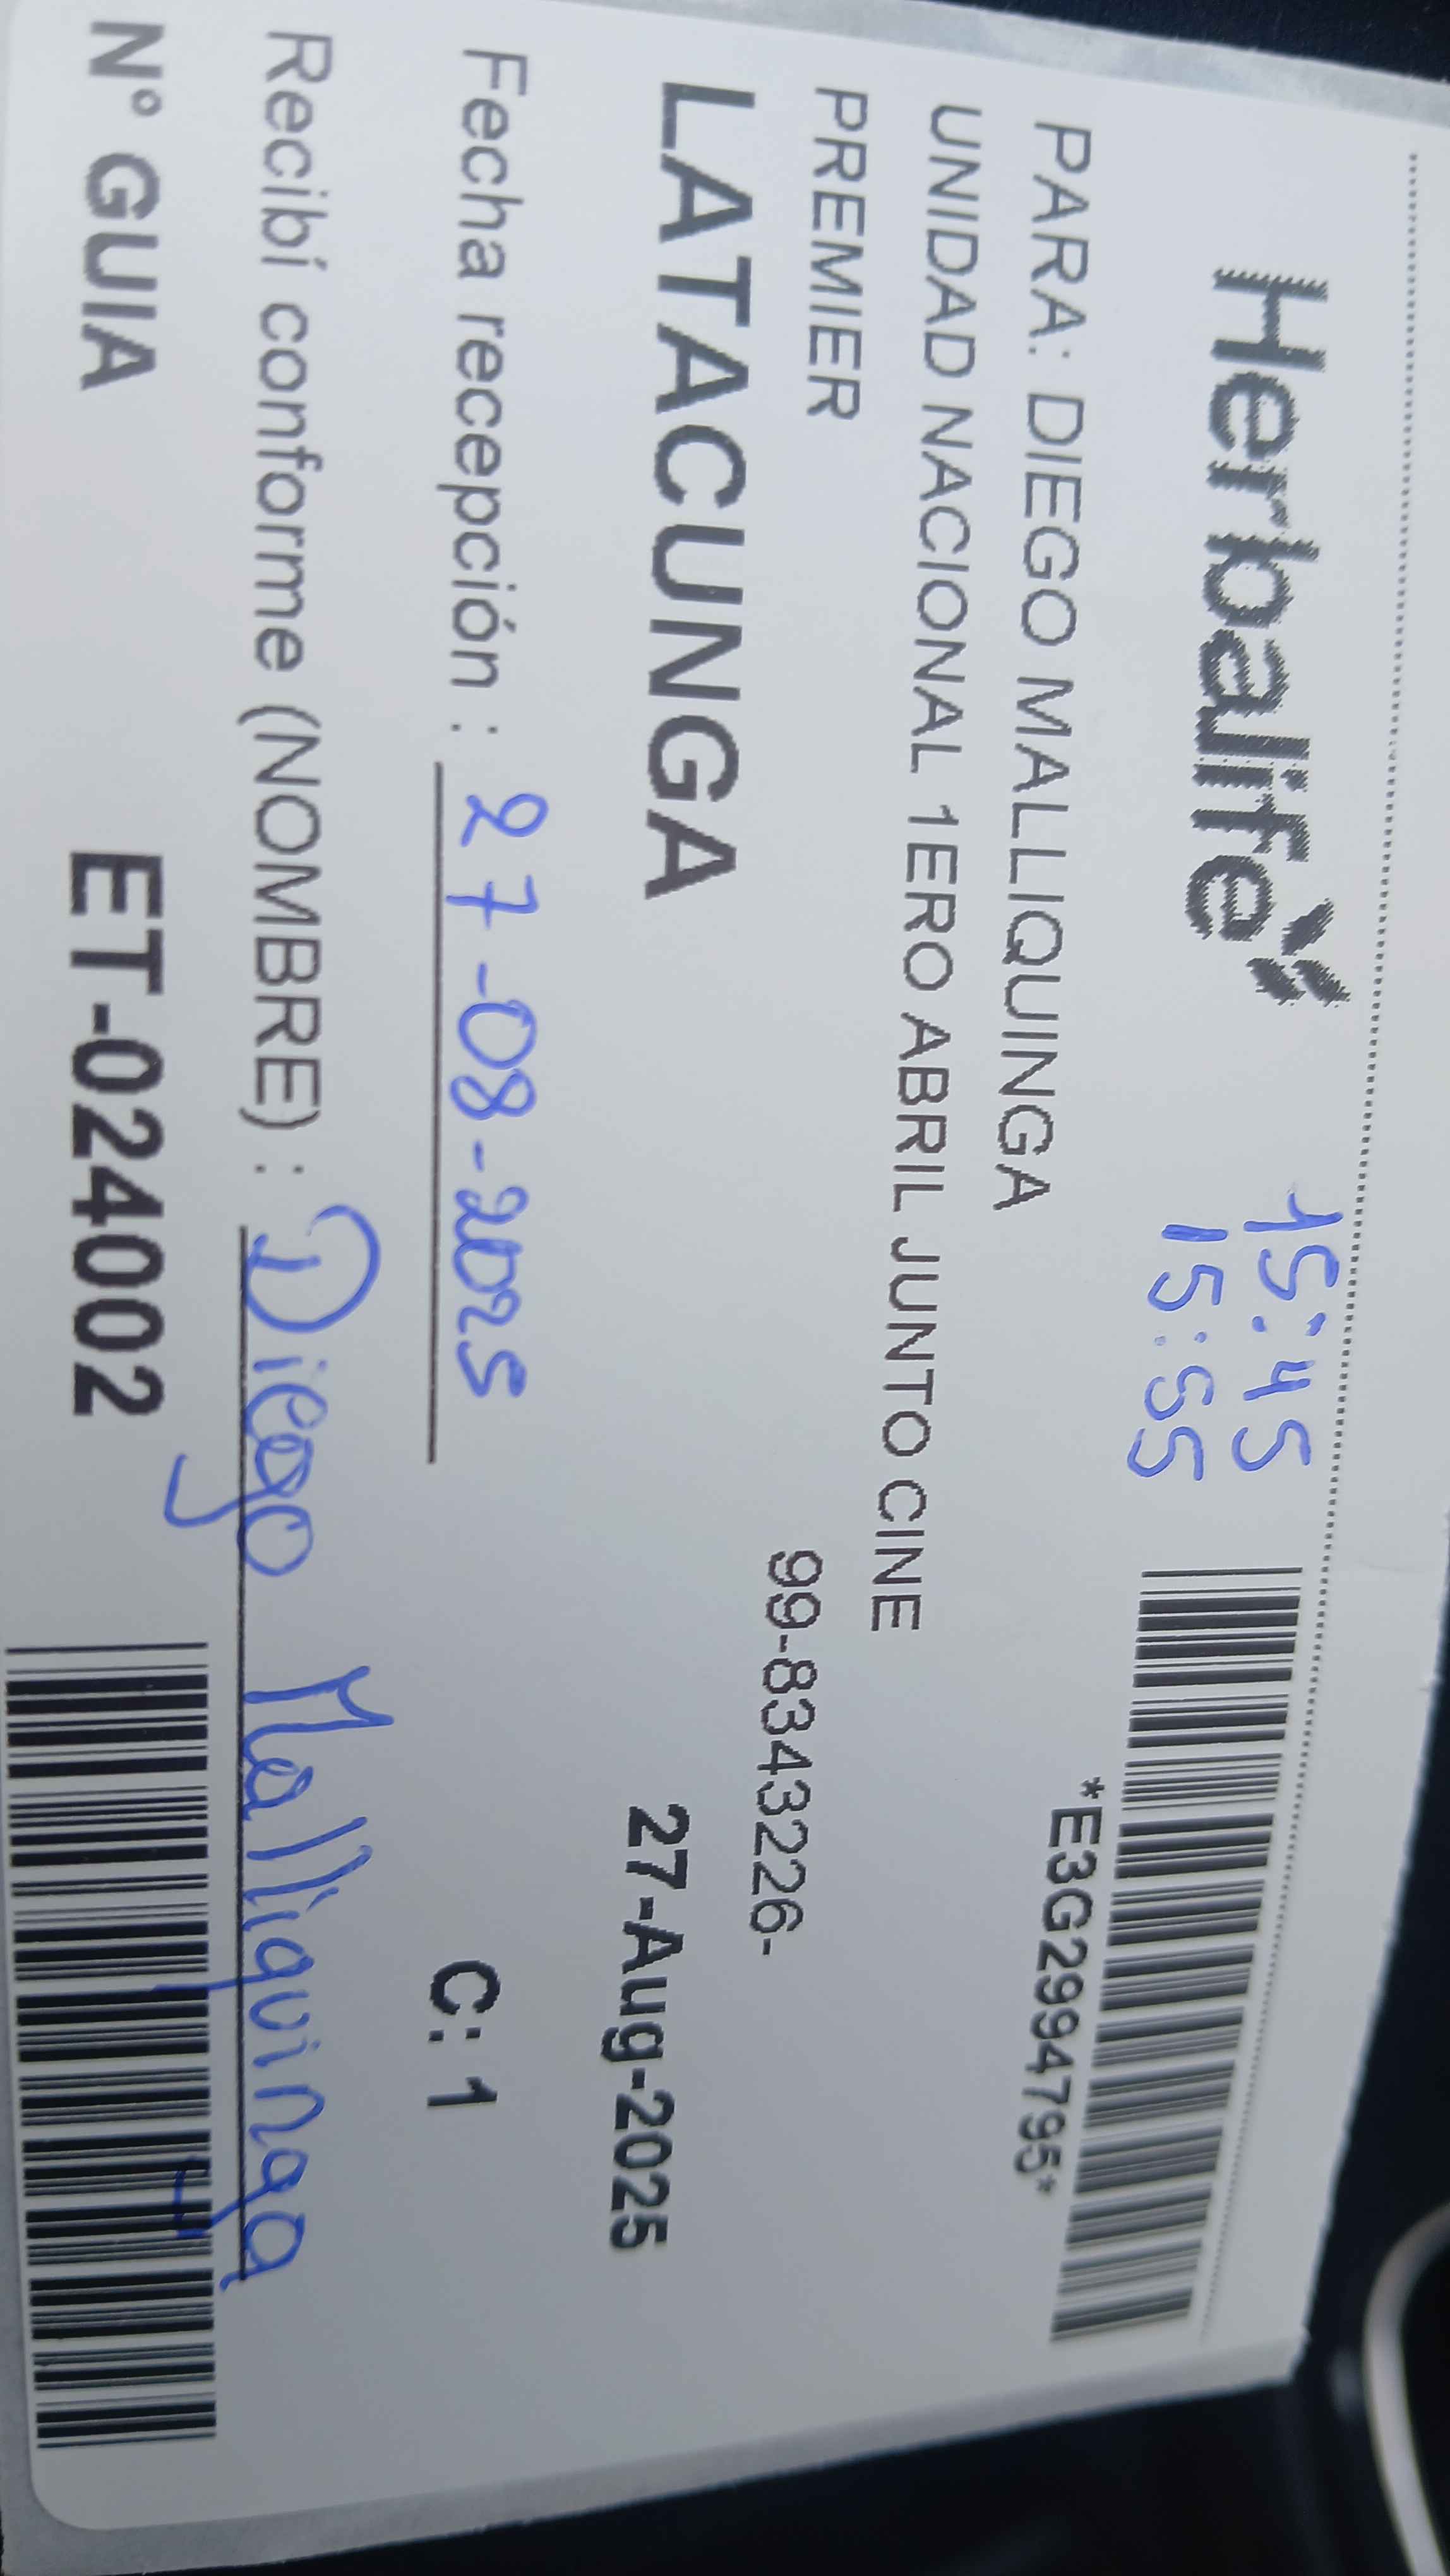 Herbalife
15:45
15:55
*E3G2994795*
PARA: DIEGO MALLIQUINGA
UNIDAD NACIONAL 1ERO ABRIL JUNTO CINE
PREMIER
99-8343226-
LATACUNGA
27-Aug-2025
Fecha recepción : 27-08-2025
C: 1
Recibí conforme (NOMBRE) : Diego Malliquinga
N° GUIA ET-024002